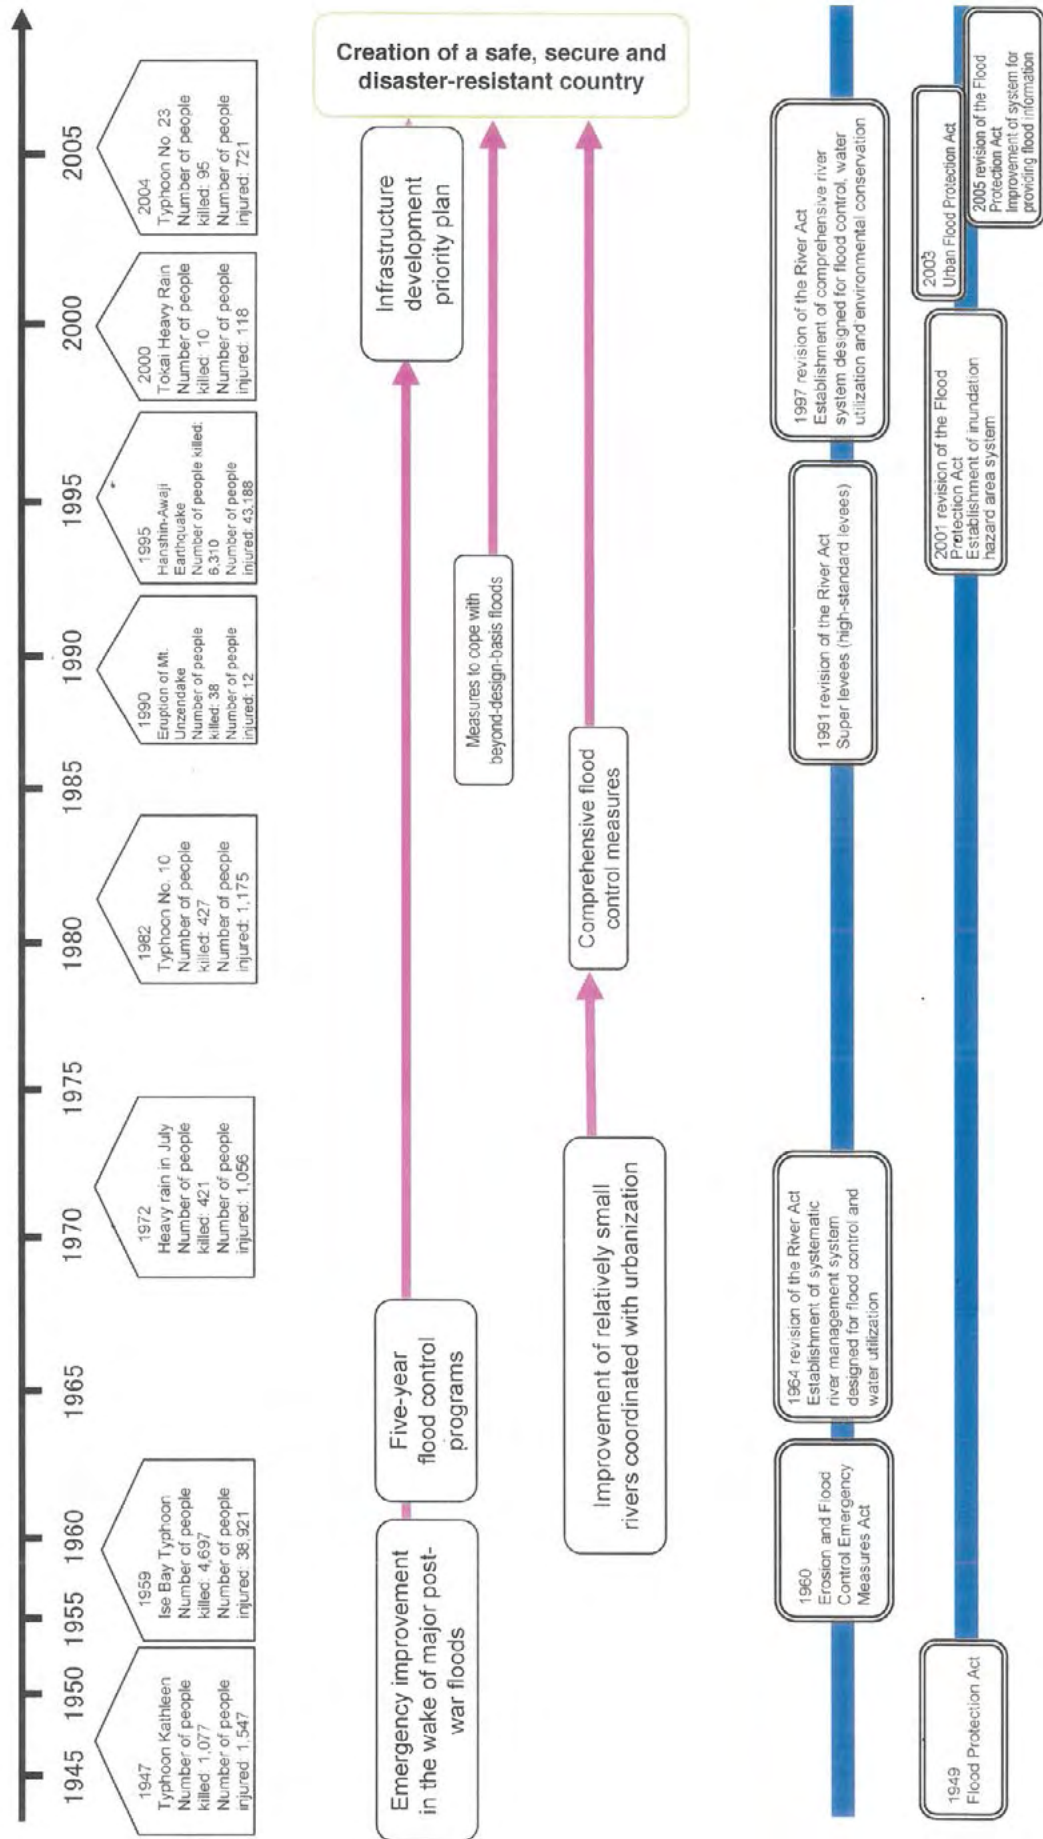 1945
1950
1955
1960
1965
1970
1975
1980
1985
1990
1995
2000
2005
1947
Typhoon Kathleen
Number of people
killed: 1,077
Number of people
injured: 1,547
1959
Ise Bay Typhoon
Number of people
killed: 4,697
Number of people
injured: 38,921
1972
Heavy rain in July
Number of people
killed: 421
Number of people
injured: 1,056
1982
Typhoon No. 10
Number of people
killed: 427
Number of people
injured: 1,175
1990
Eruption of Mt.
Unzendake
Number of people
killed: 38
Number of people
injured: 12
1995
Hanshin-Awaji
Earthquake
Number of people killed:
6,310
Number of people
injured: 43,188
2000
Tokai Heavy Rain
Number of people
killed: 10
Number of people
injured: 118
2004
Typhoon No. 23
Number of people
killed: 95
Number of people
injured: 721
Emergency improvement
in the wake of major post-
war floods
Five-year
flood control
programs
Infrastructure
development
priority plan
Creation of a safe, secure and
disaster-resistant country
Measures to cope with
beyond-design-basis floods
Improvement of relatively small
rivers coordinated with urbanization
Comprehensive flood
control measures
1960
Erosion and Flood
Control Emergency
Measures Act
1964 revision of the River Act
Establishment of systematic
river management system
designed for flood control and
water utilization
1991 revision of the River Act
Super levees (high-standard levees)
1997 revision of the River Act
Establishment of comprehensive river
system designed for flood control, water
utilization and environmental conservation
1949
Flood Protection Act
2001 revision of the Flood
Protection Act
Establishment of inundation
hazard area system
2003
Urban Flood Protection Act
2005 revision of the Flood
Protection Act
Improvement of system for
providing flood information